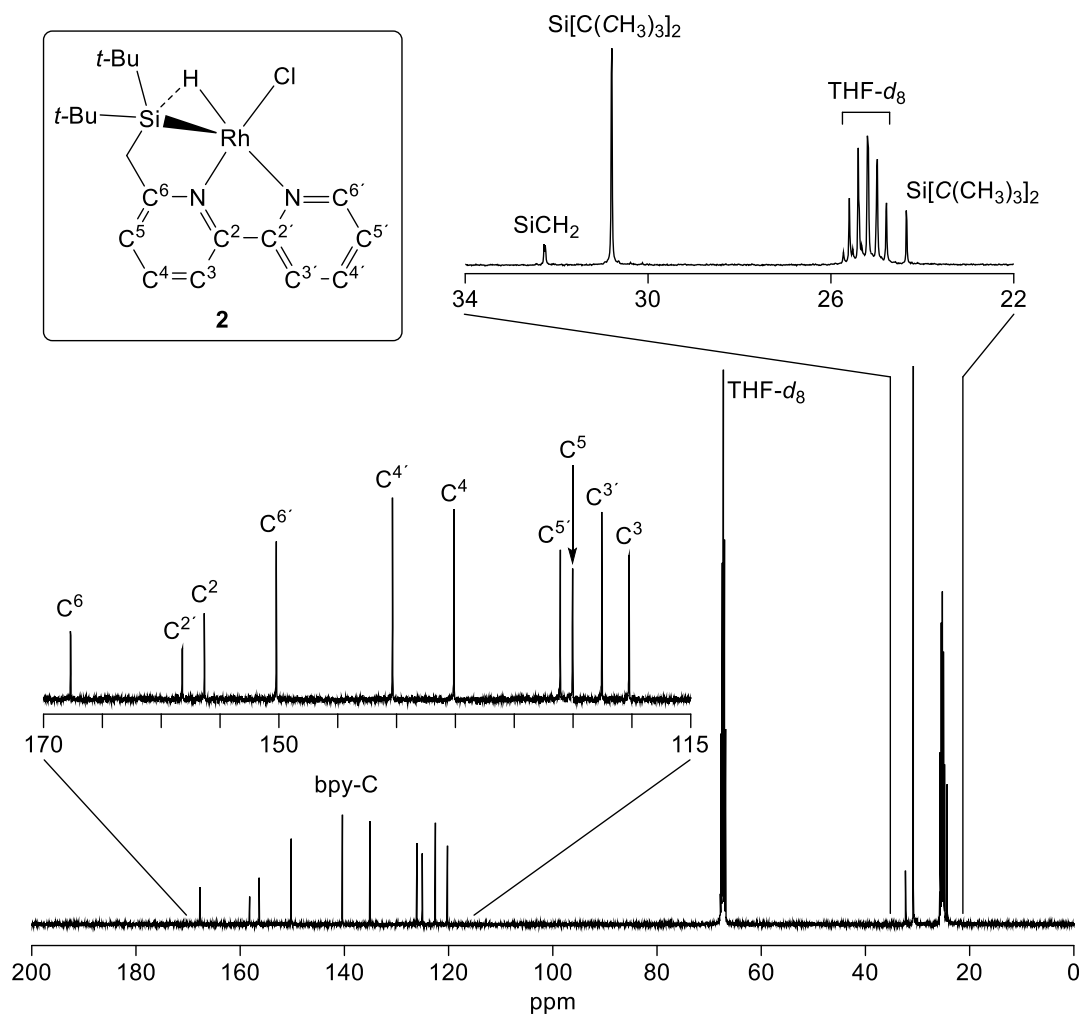 Si[C(CH₃)₃]₂
t-Bu
H
Cl
THF-d₈
t-Bu
Si
Rh
Si[C(CH₃)₃]₂
C⁶
N
N
C⁶´
SiCH₂
C⁵
C²
C²´
C⁵´
C⁴
C³
C³´
C⁴´
34
30
26
22
2
THF-d₈
C⁵
C⁴´
C⁴
C³´
C⁶´
C⁵´
C³
C⁶
C²
C²´
170
150
115
bpy-C
200
180
160
140
120
100
80
60
40
20
0
ppm